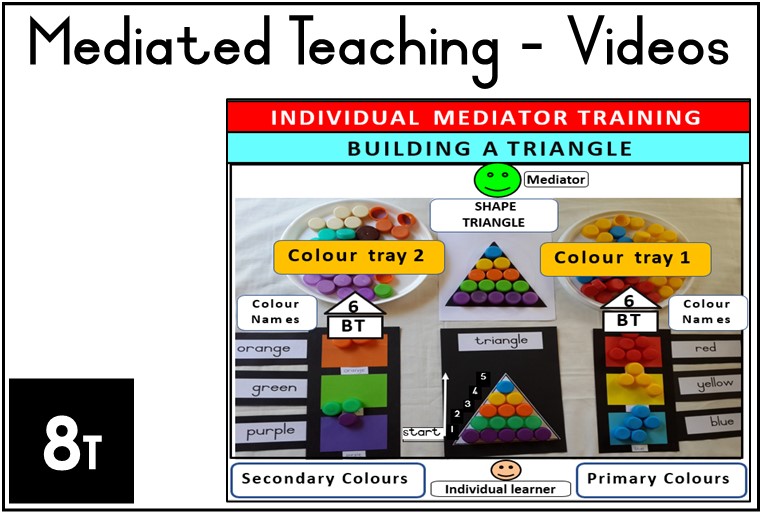 Mediated Teaching - Videos
INDIVIDUAL MEDIATOR TRAINING
BUILDING A TRIANGLE
Mediator
SHAPE
TRIANGLE
Colour tray 2
Colour tray 1
Colour
Names
6
BT
6
BT
Colour
Names
orange
green
purple
orange
triangle
5
4
3
2
1
start
red
yellow
blue
8T
Secondary Colours
Individual learner
Primary Colours